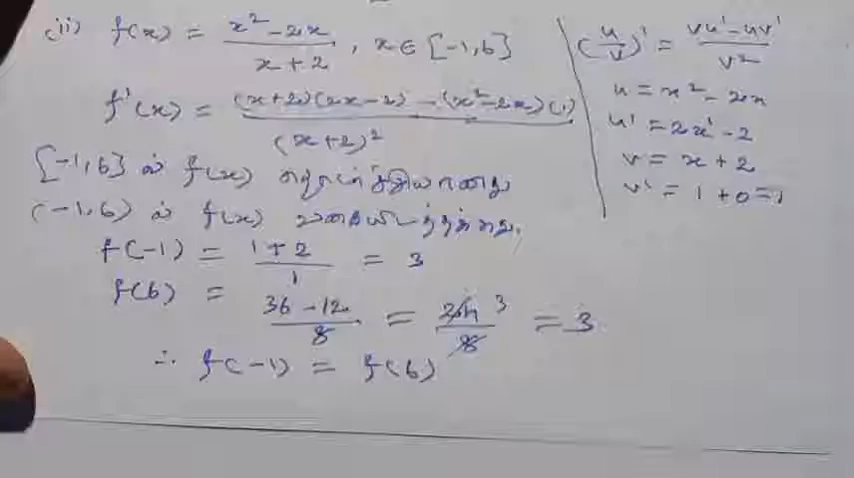 (ii) f(x) = x² - 2x / x + 2 , x ∈ [-1, 6]
f'(x) = (x+2)(2x-2) - (x²-2x)(1) / (x+2)²
[-1, 6] ல் f(x) தொடர்ச்சியானது
(-1, 6) ல் f(x) வகையிடத்தக்கது.
f(-1) = 1+2 / 1 = 3
f(6) = 36 - 12 / 8 = 24 3 / 8 = 3
∴ f(-1) = f(6)
(u/v)' = vu' - uv' / v²
u = x² - 2x
u' = 2x' - 2
v = x + 2
v' = 1 + 0 = 1